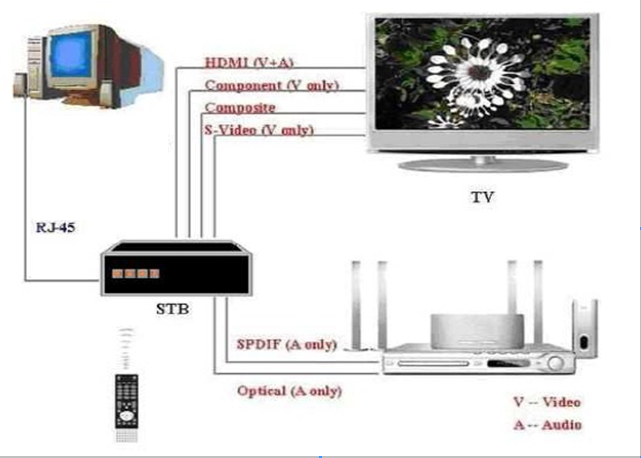 HDMI (V+A)
Component (V only)
Composite
S-Video (V only)
TV
RJ-45
STB
SPDIF (A only)
Optical (A only)
V -- Video
A -- Audio